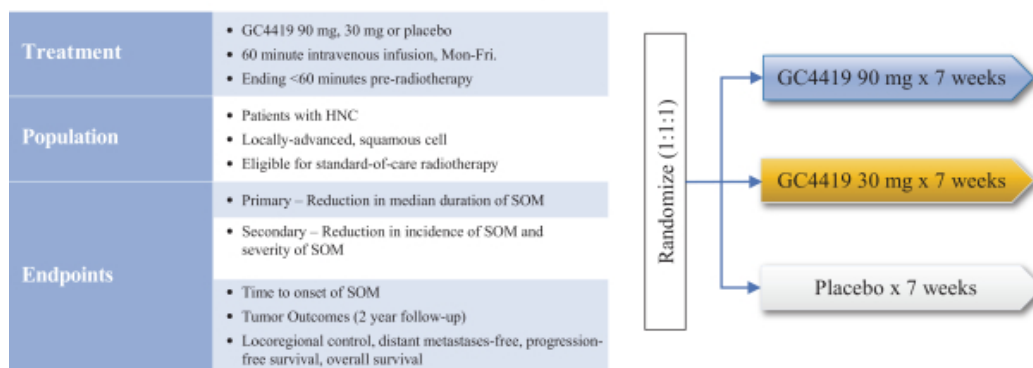 Treatment
• GC4419 90 mg, 30 mg or placebo
• 60 minute intravenous infusion, Mon-Fri.
• Ending <60 minutes pre-radiotherapy
Population
• Patients with HNC
• Locally-advanced, squamous cell
• Eligible for standard-of-care radiotherapy
Endpoints
• Primary – Reduction in median duration of SOM
• Secondary – Reduction in incidence of SOM and
severity of SOM
• Time to onset of SOM
• Tumor Outcomes (2 year follow-up)
• Locoregional control, distant metastases-free, progression-
free survival, overall survival
Randomize (1:1:1)
GC4419 90 mg x 7 weeks
GC4419 30 mg x 7 weeks
Placebo x 7 weeks